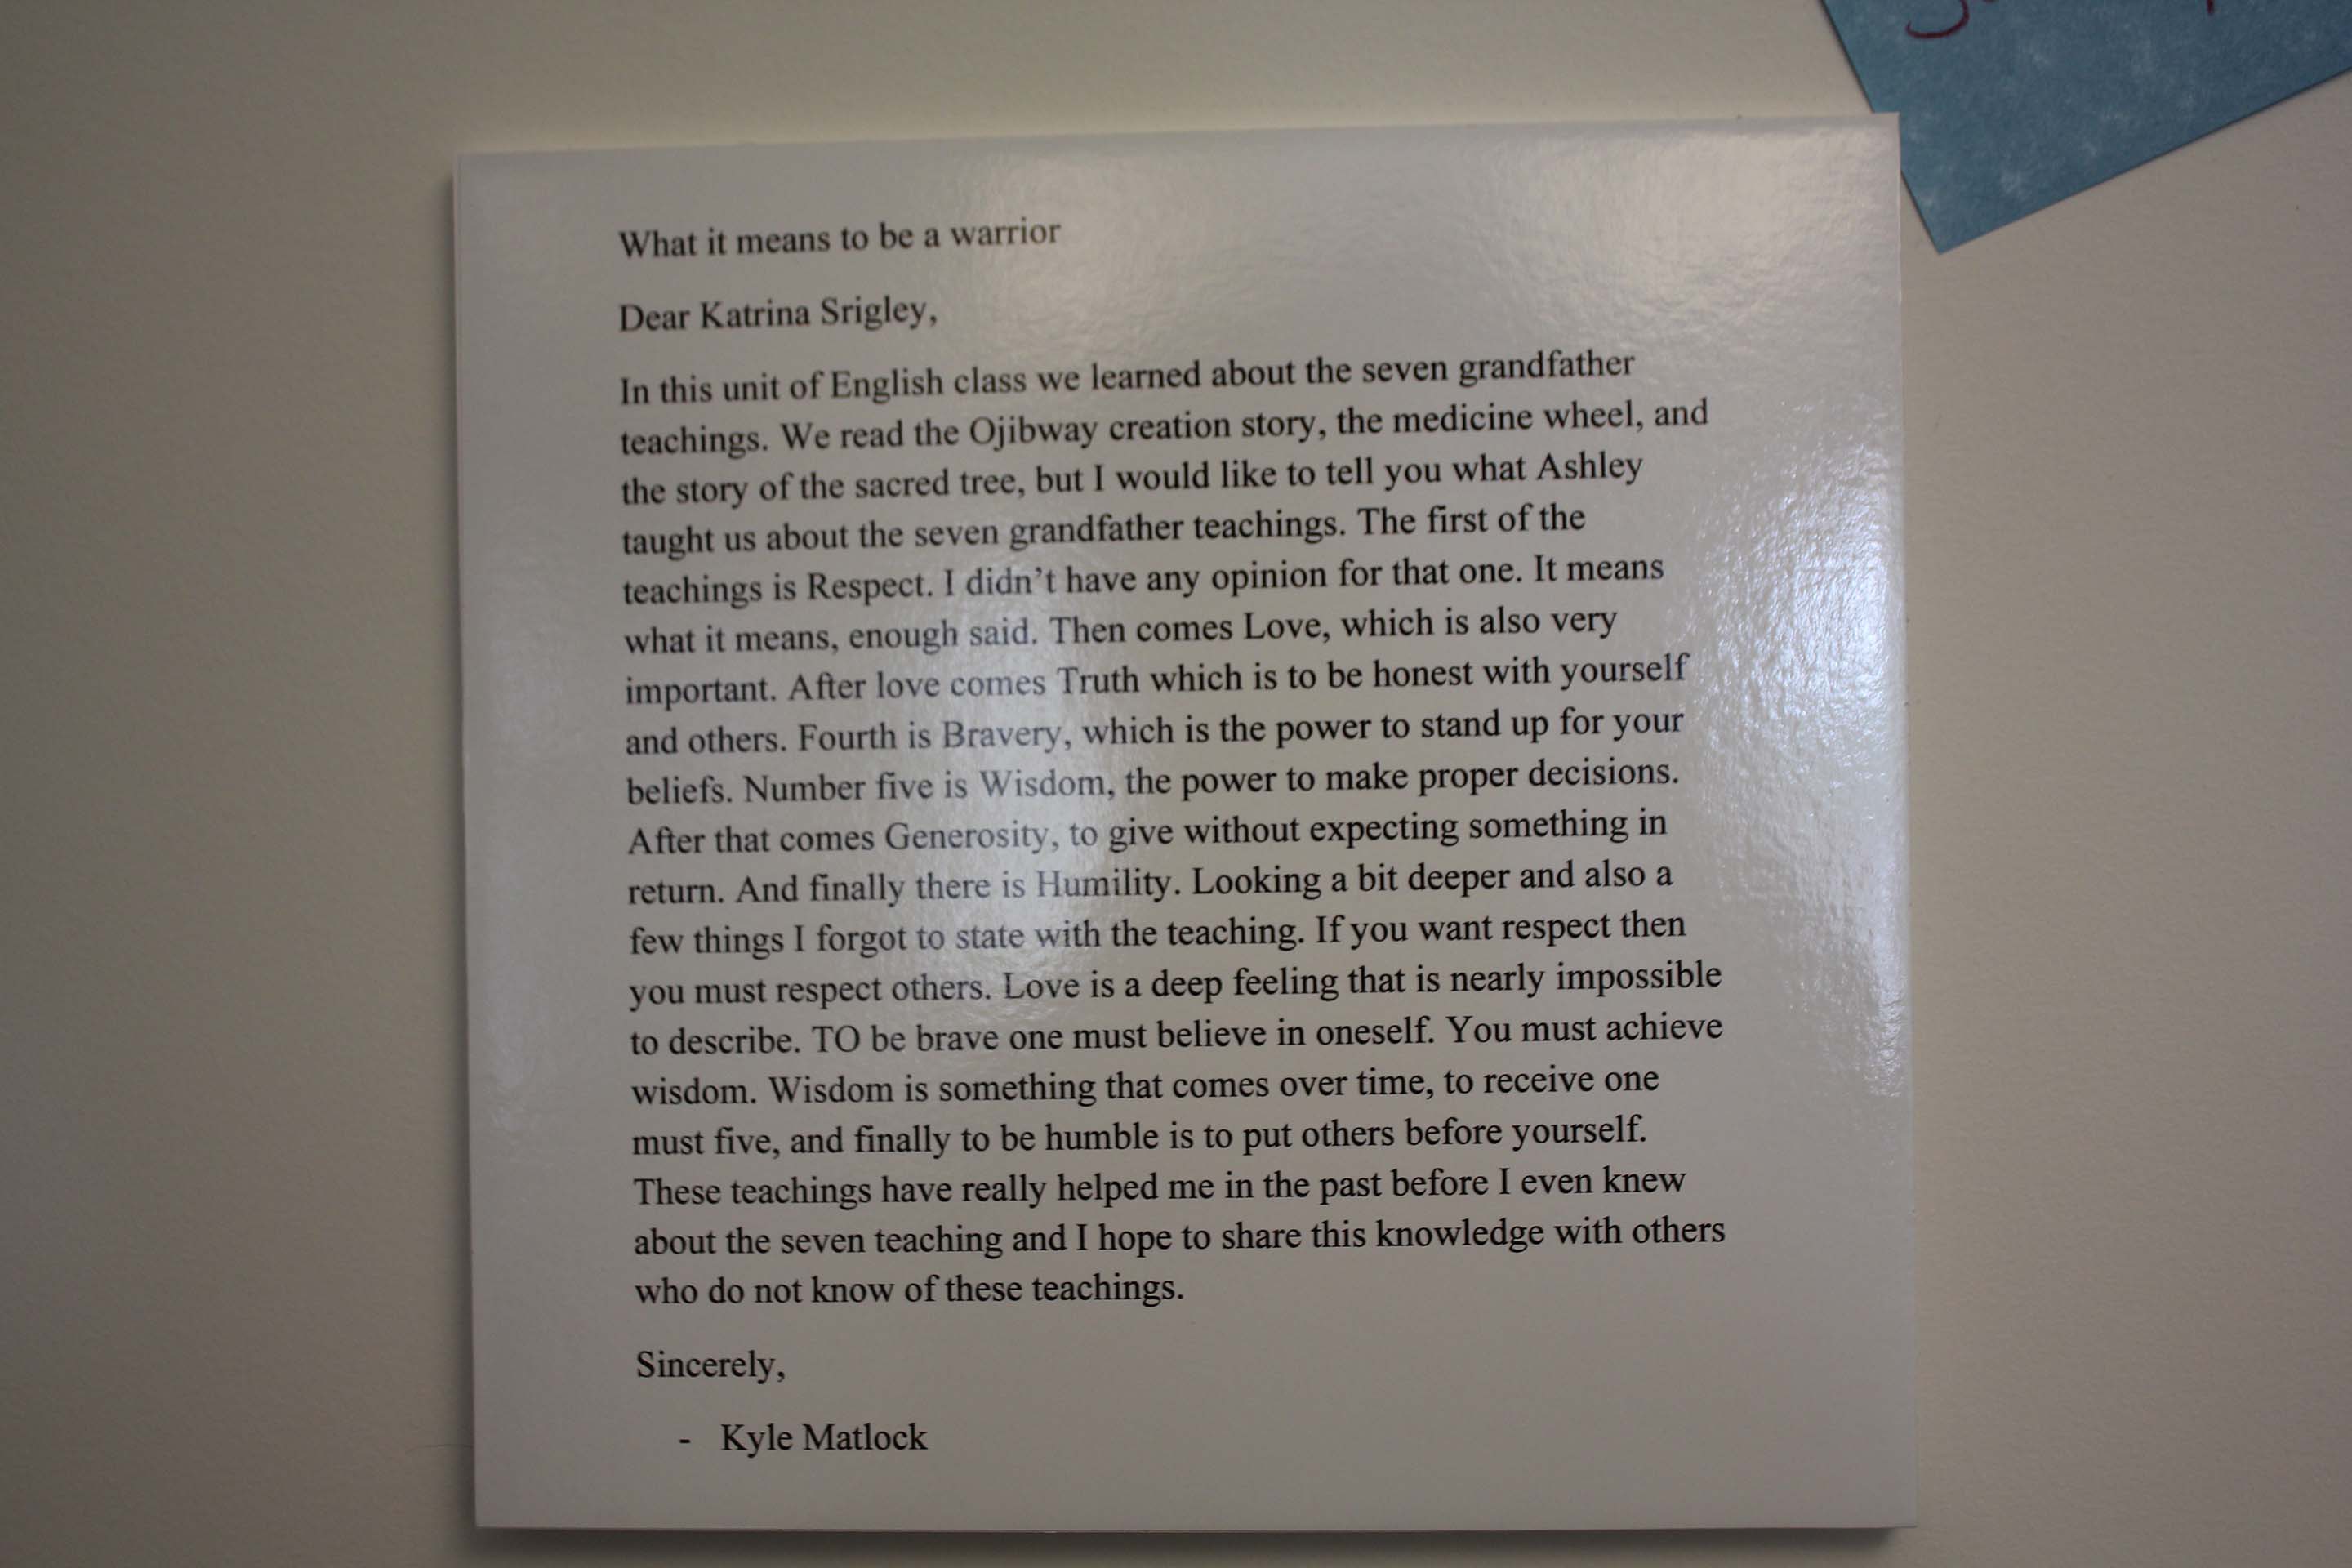 What it means to be a warrior
Dear Katrina Srigley,
In this unit of English class we learned about the seven grandfather
teachings. We read the Ojibway creation story, the medicine wheel, and
the story of the sacred tree, but I would like to tell you what Ashley
taught us about the seven grandfather teachings. The first of the
teachings is Respect. I didn’t have any opinion for that one. It means
what it means, enough said. Then comes Love, which is also very
important. After love comes Truth which is to be honest with yourself
and others. Fourth is Bravery, which is the power to stand up for your
beliefs. Number five is Wisdom, the power to make proper decisions.
After that comes Generosity, to give without expecting something in
return. And finally there is Humility. Looking a bit deeper and also a
few things I forgot to state with the teaching. If you want respect then
you must respect others. Love is a deep feeling that is nearly impossible
to describe. TO be brave one must believe in oneself. You must achieve
wisdom. Wisdom is something that comes over time, to receive one
must five, and finally to be humble is to put others before yourself.
These teachings have really helped me in the past before I even knew
about the seven teaching and I hope to share this knowledge with others
who do not know of these teachings.
Sincerely,
- Kyle Matlock